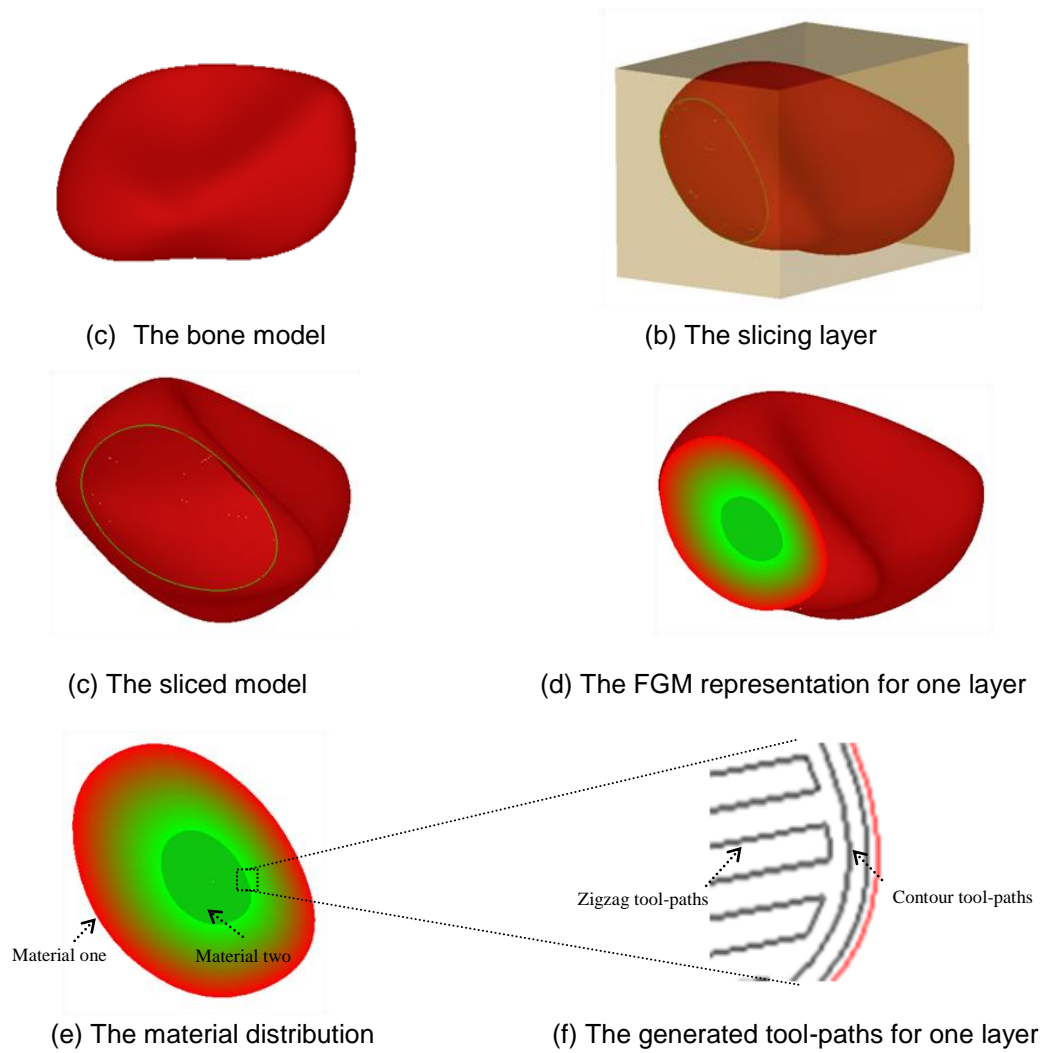 (c) The bone model
(b) The slicing layer
(c) The sliced model
(d) The FGM representation for one layer
Material one
Material two
Zigzag tool-paths
Contour tool-paths
(e) The material distribution
(f) The generated tool-paths for one layer